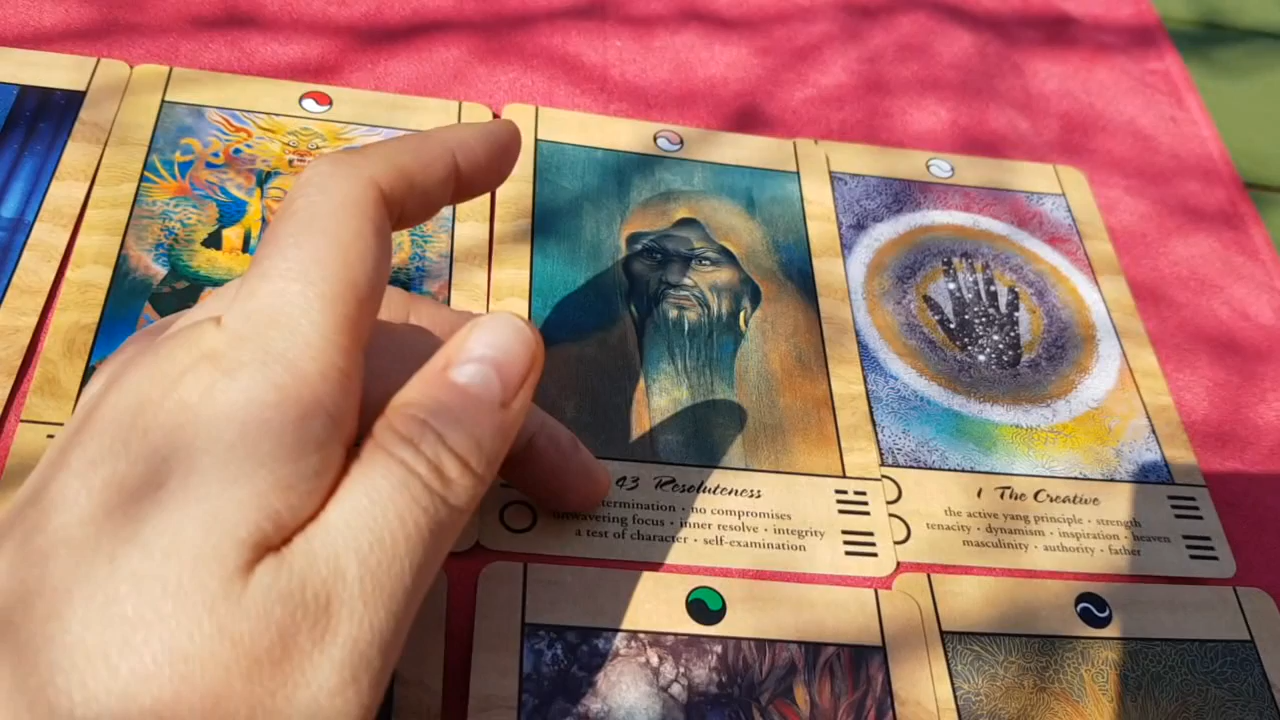 43 Resoluteness
termination · no compromises
unwavering focus · inner resolve · integrity
a test of character · self-examination
1 The Creative
the active yang principle · strength
tenacity · dynamism · inspiration · heaven
masculinity · authority · father